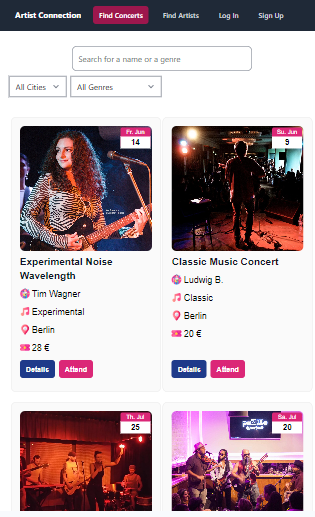 Artist Connection Find Concerts Find Artists Log In Sign Up
Search for a name or a genre
All Cities All Genres
Fr. Jun
14
Su. Jun
9
Experimental Noise
Wavelength
Tim Wagner
Experimental
Berlin
28 €
Details Attend
Classic Music Concert
Ludwig B.
Classic
Berlin
20 €
Details Attend
Th. Jul
25
Sa. Jul
20